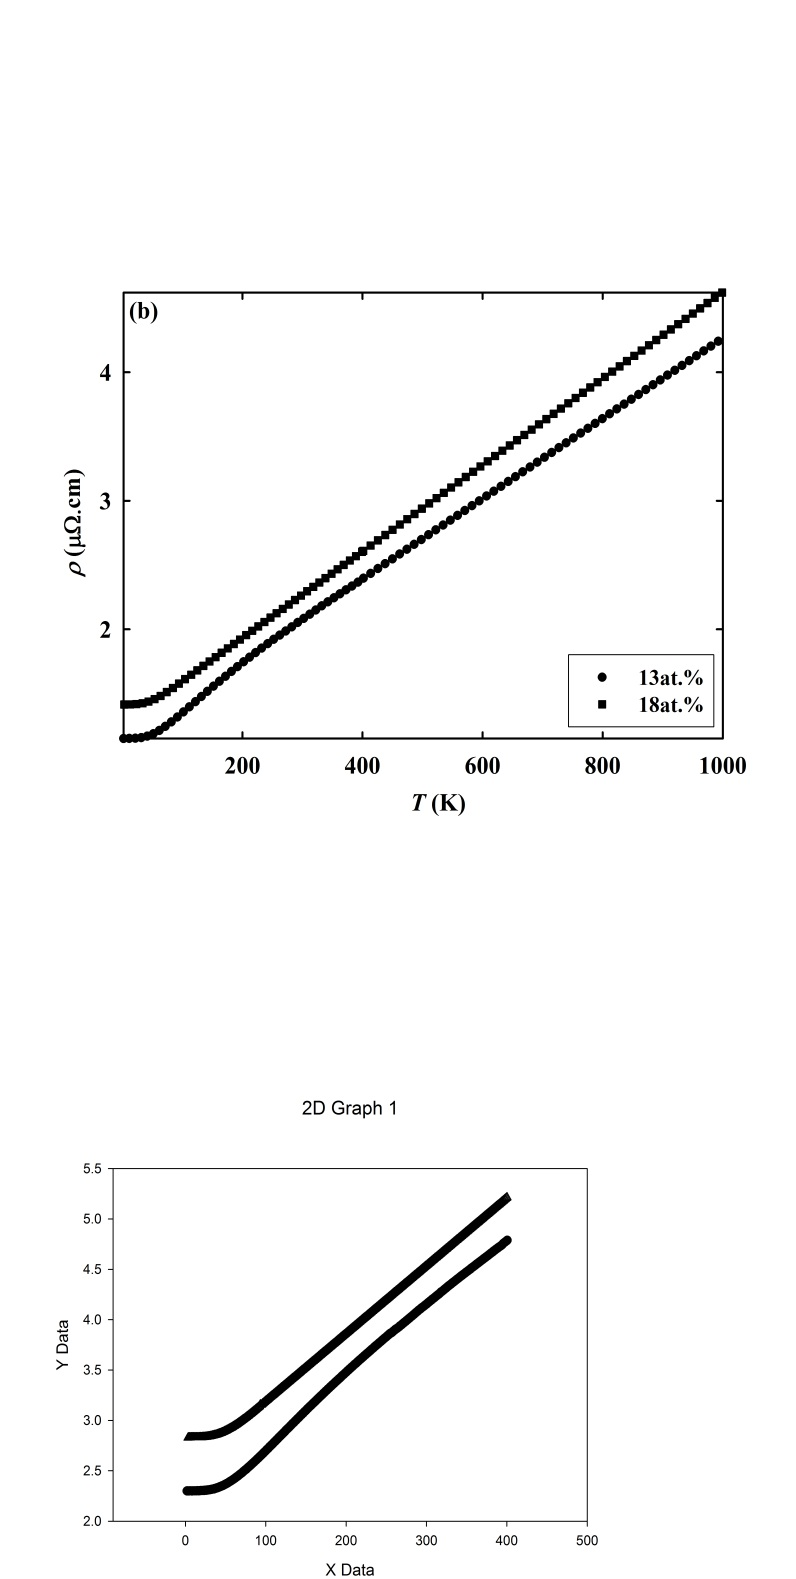 (b)
4
3
2
ρ (µΩ.cm)
13at.%
18at.%
200 400 600 800 1000
T (K)
2D Graph 1
5.5
5.0
4.5
4.0
3.5
3.0
2.5
2.0
Y Data
0 100 200 300 400 500
X Data